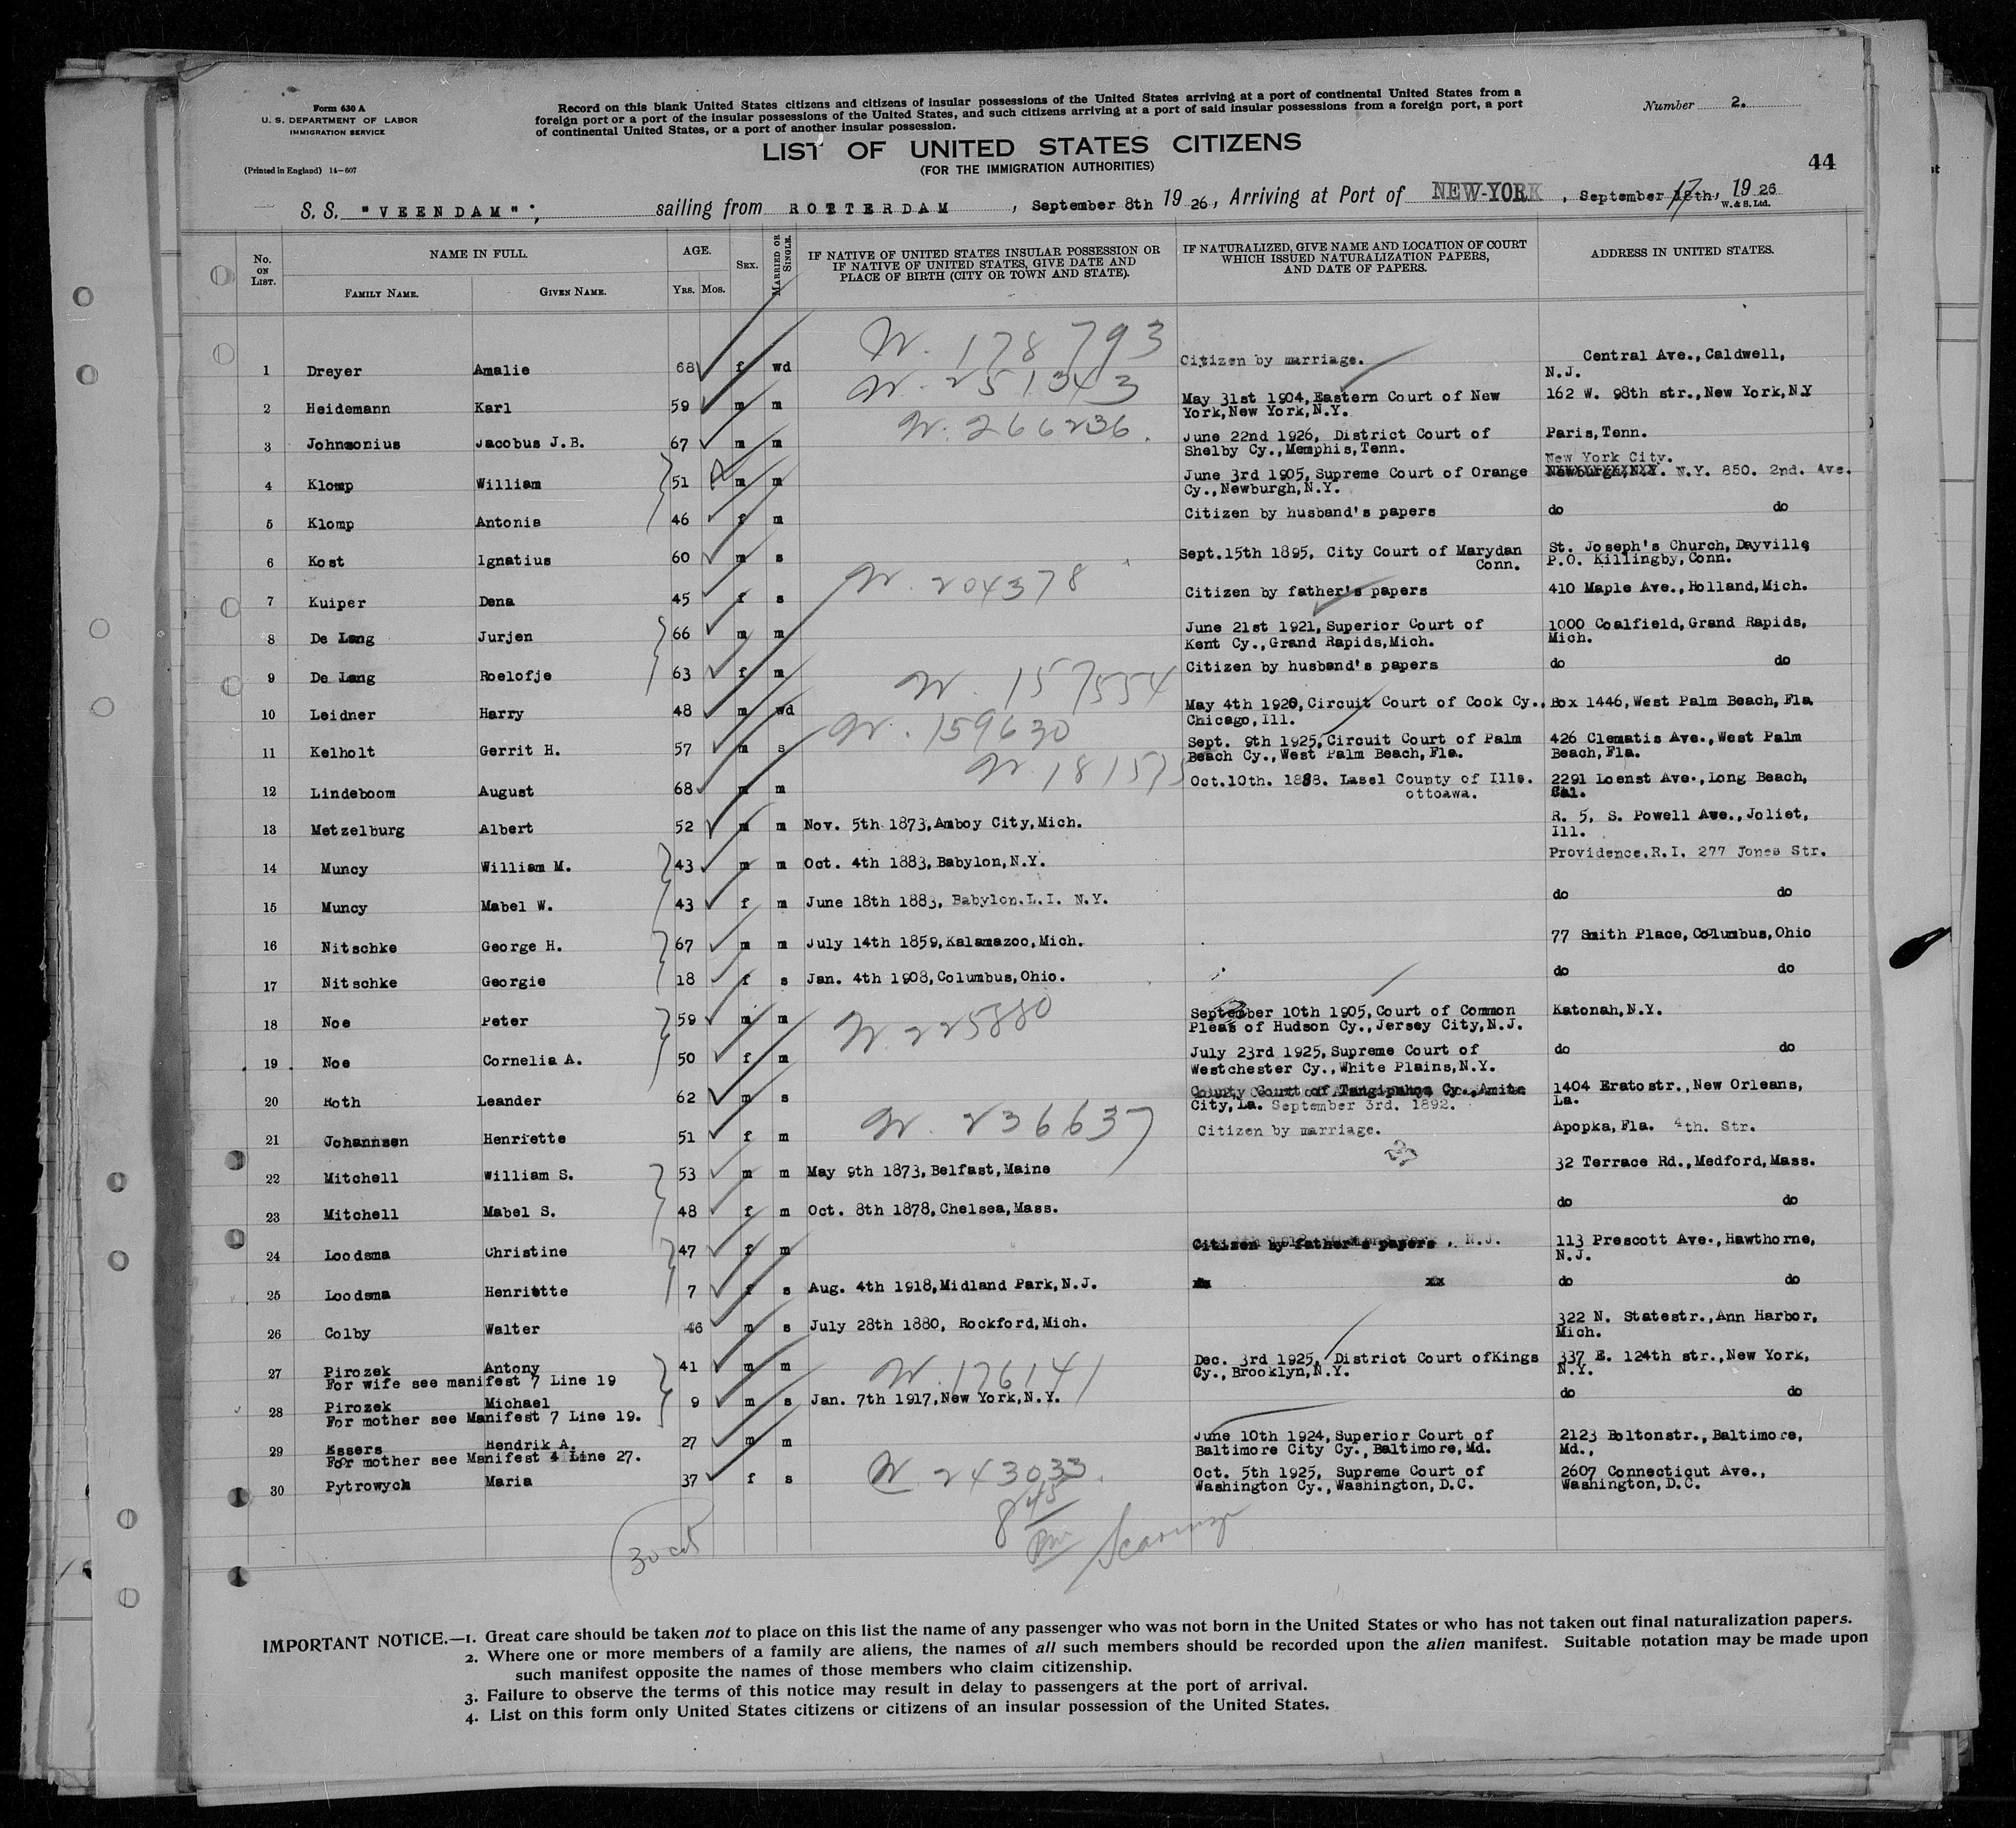 Form 630 A
U. S. DEPARTMENT OF LABOR
IMMIGRATION SERVICE
(Printed in England) 14—607
Record on this blank United States citizens and citizens of insular possessions of the United States arriving at a port of continental United States from a
foreign port or a port of the insular possessions of the United States, and such citizens arriving at a port of said insular possessions from a foreign port, a port
of continental United States, or a port of another insular possession.
Number 2.
LIST OF UNITED STATES CITIZENS
(FOR THE IMMIGRATION AUTHORITIES)
44
S. S. "VEENDAM", sailing from ROTTERDAM, September 8th 1926, Arriving at Port of NEW-YORK, September 17th, 1926
W. & S. Ltd.
No. ON LIST.
NAME IN FULL.
FAMILY NAME.
GIVEN NAME.
AGE.
YRS. MOS.
SEX.
MARRIED OR SINGLE.
IF NATIVE OF UNITED STATES INSULAR POSSESSION OR
IF NATIVE OF UNITED STATES, GIVE DATE AND
PLACE OF BIRTH (CITY OR TOWN AND STATE).
IF NATURALIZED, GIVE NAME AND LOCATION OF COURT
WHICH ISSUED NATURALIZATION PAPERS,
AND DATE OF PAPERS.
ADDRESS IN UNITED STATES.
1 Dreyer Amalie 68 f wd N. 178793 Citizen by marriage. Central Ave., Caldwell,
N.J.
2 Heidemann Karl 59 m m N. 251343 May 31st 1904, Eastern Court of New 162 W. 98th str., New York, N.Y
York, New York, N.Y.
3 Johnmonius Jacobus J.B. 67 m m N. 266236. June 22nd 1926, District Court of Paris, Tenn.
Shelby Cy., Memphis, Tenn.
New York City.
4 Klomp William 51 m m June 3rd 1905, Supreme Court of Orange N.Y. 850. 2nd. Ave.
Cy., Newburgh, N.Y.
5 Klomp Antonia 46 f m Citizen by husband's papers do do
6 Kost Ignatius 60 m s Sept.15th 1895, City Court of Marydan St. Joseph's Church, Dayville
Conn. P.O. Killingby, Conn.
7 Kuiper Dena 45 f s N. 204378 Citizen by father's papers 410 Maple Ave., Holland, Mich.
8 De Lang Jurjen 66 m m June 21st 1921, Superior Court of 1000 Coalfield, Grand Rapids,
Kent Cy., Grand Rapids, Mich. Mich.
9 De Lang Roelofje 63 f m Citizen by husband's papers do do
10 Leidner Harry 48 m wd N. 157554 May 4th 1920, Circuit Court of Cook Cy., Box 1446, West Palm Beach, Fla
Chicago, Ill.
11 Kelholt Gerrit H. 57 m s N. 159630 Sept. 9th 1925, Circuit Court of Palm 426 Clematis Ave., West Palm
Beach Cy., West Palm Beach, Fla. Beach, Fla.
12 Lindeboom August 68 m m Oct.10th. 1888. Lasel County of Ills. 2291 Loenst Ave., Long Beach,
ottoawa. Cal.
13 Metzelburg Albert 52 m m Nov. 5th 1873, Amboy City, Mich. R. 5, S. Powell Ave., Joliet,
Ill.
14 Muncy William M. 43 m m Oct. 4th 1883, Babylon, N.Y. Providence.R.I. 277 Jones Str.
15 Muncy Mabel W. 43 f m June 18th 1883, Babylon.L.I. N.Y. do do
16 Nitschke George H. 67 m m July 14th 1859, Kalamazoo, Mich. 77 Smith Place, Columbus, Ohio
17 Nitschke Georgie 18 f s Jan. 4th 1908, Columbus, Ohio. do do
18 Noe Peter 59 m m N. 225880 September 10th 1905, Court of Common Katonah, N.Y.
Pleas of Hudson Cy., Jersey City, N.J.
19 Noe Cornelia A. 50 f m July 23rd 1925, Supreme Court of do do
Westchester Cy., White Plains, N.Y.
20 Roth Leander 62 m s County Court of Tangipahoa Cy., Amite 1404 Eratostr., New Orleans,
City, La. September 3rd. 1892. La.
21 Johannsen Henriette 51 f m N. 236637 Citizen by marriage. Apopka, Fla. 4th. Str.
22 Mitchell William S. 53 m m May 9th 1873, Belfast, Maine 32 Terrace Rd., Medford, Mass.
23 Mitchell Mabel S. 48 f m Oct. 8th 1878, Chelsea, Mass. do do
24 Loodsma Christine 47 f m Citizen by father's papers N.J. 113 Prescott Ave., Hawthorne,
N.J.
25 Loodsma Henriette 7 f s Aug. 4th 1918, Midland Park, N.J. xx xx do do
26 Colby Walter 46 m s July 28th 1880, Rockford, Mich. 322 N. Statestr., Ann Harbor,
Mich.
27 Pirozek Antony 41 m m N. 176141 Dec. 3rd 1925, District Court ofKings 337 E. 124th str., New York,
For wife see manifest 7 Line 19 Cy., Brooklyn, N.Y. N.Y.
28 Pirozek Michael 9 m s Jan. 7th 1917, New York, N.Y. do do
For mother see Manifest 7 Line 19.
29 Essers Hendrik A. 27 m m June 10th 1924, Superior Court of 2123 Boltonstr., Baltimore,
For mother see Manifest 4 Line 27. Baltimore City Cy., Baltimore, Md. Md.,
30 Pytrowych Maria 37 f s N 243033. Oct. 5th 1925, Supreme Court of 2607 Connecticut Ave.,
Washington Cy., Washington, D.C. Washington, D.C.
8 45
30
IMPORTANT NOTICE.—1. Great care should be taken not to place on this list the name of any passenger who was not born in the United States or who has not taken out final naturalization papers.
2. Where one or more members of a family are aliens, the names of all such members should be recorded upon the alien manifest. Suitable notation may be made upon
such manifest opposite the names of those members who claim citizenship.
3. Failure to observe the terms of this notice may result in delay to passengers at the port of arrival.
4. List on this form only United States citizens or citizens of an insular possession of the United States.